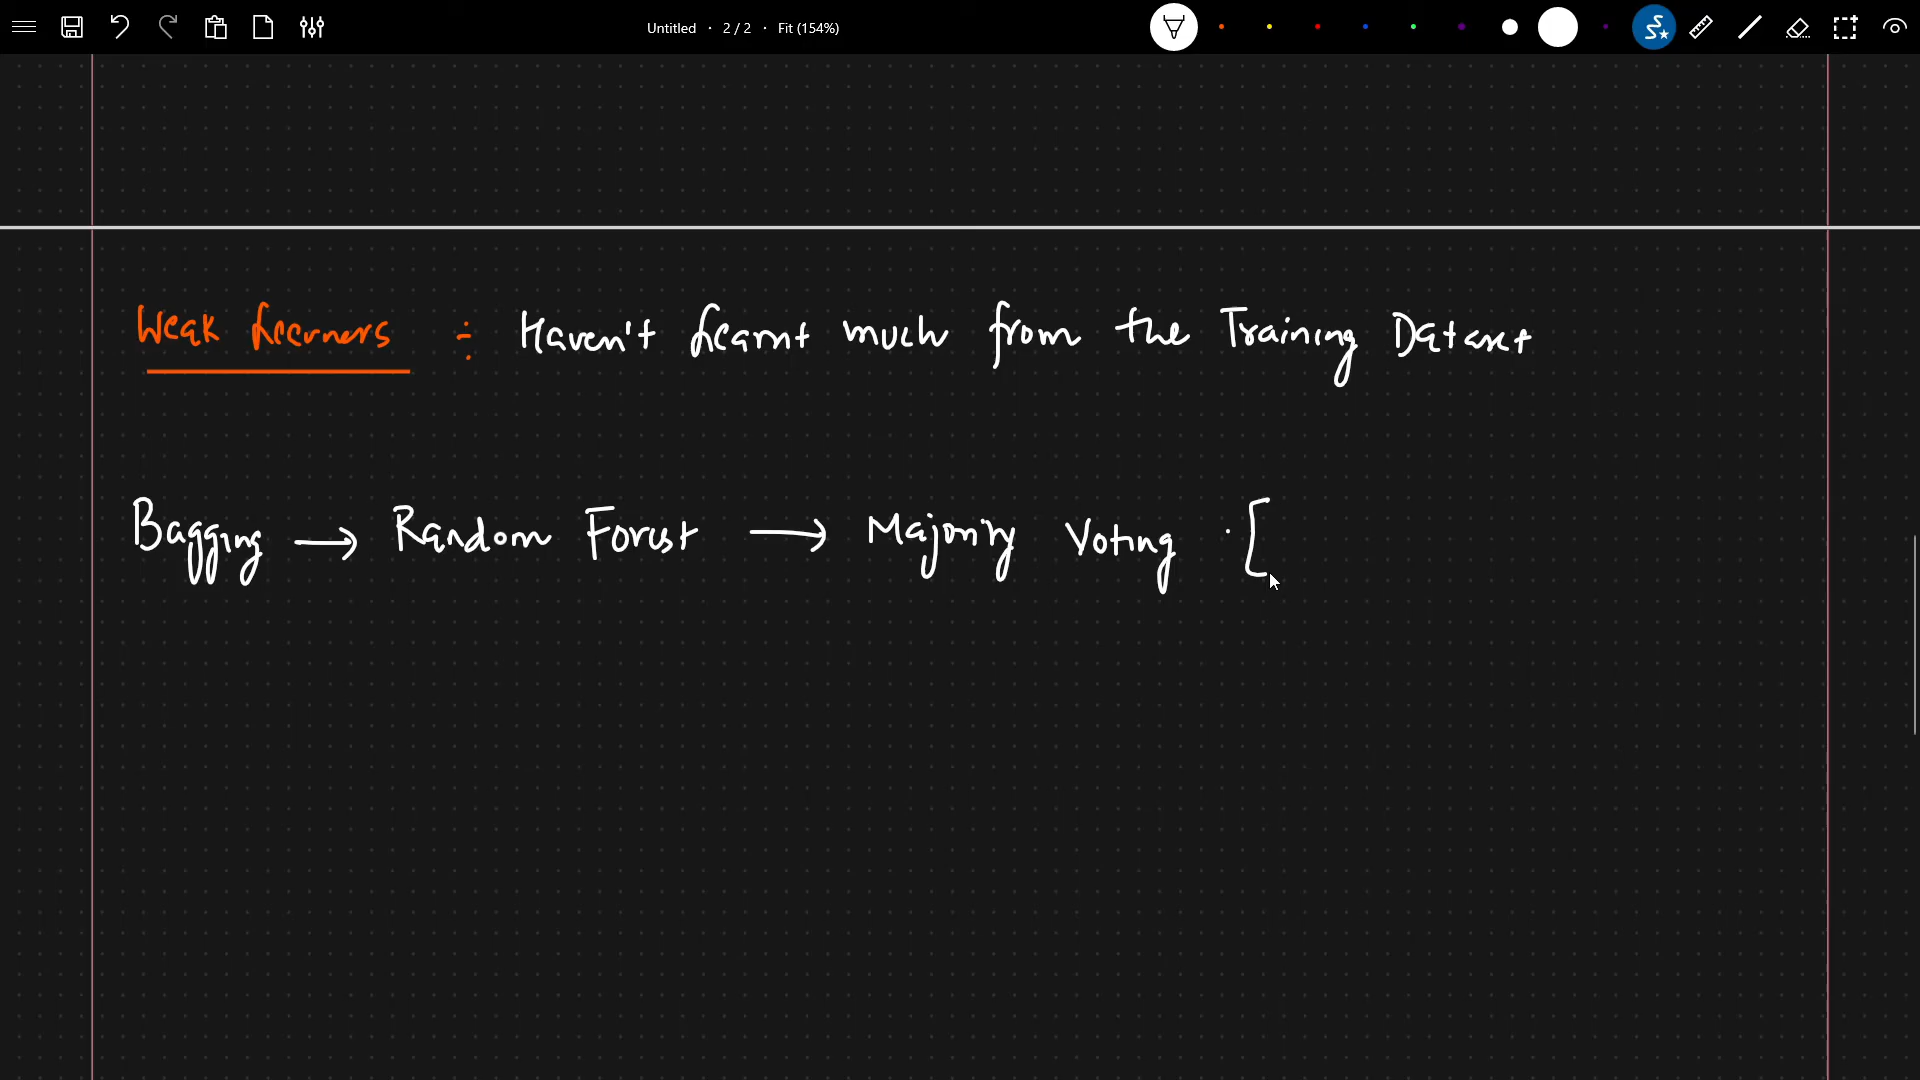 Untitled · 2 / 2 · Fit (154%)
Weak Learners ÷ Haven't Learnt much from the Training Dataset
Bagging → Random Forest → Majority Voting · [